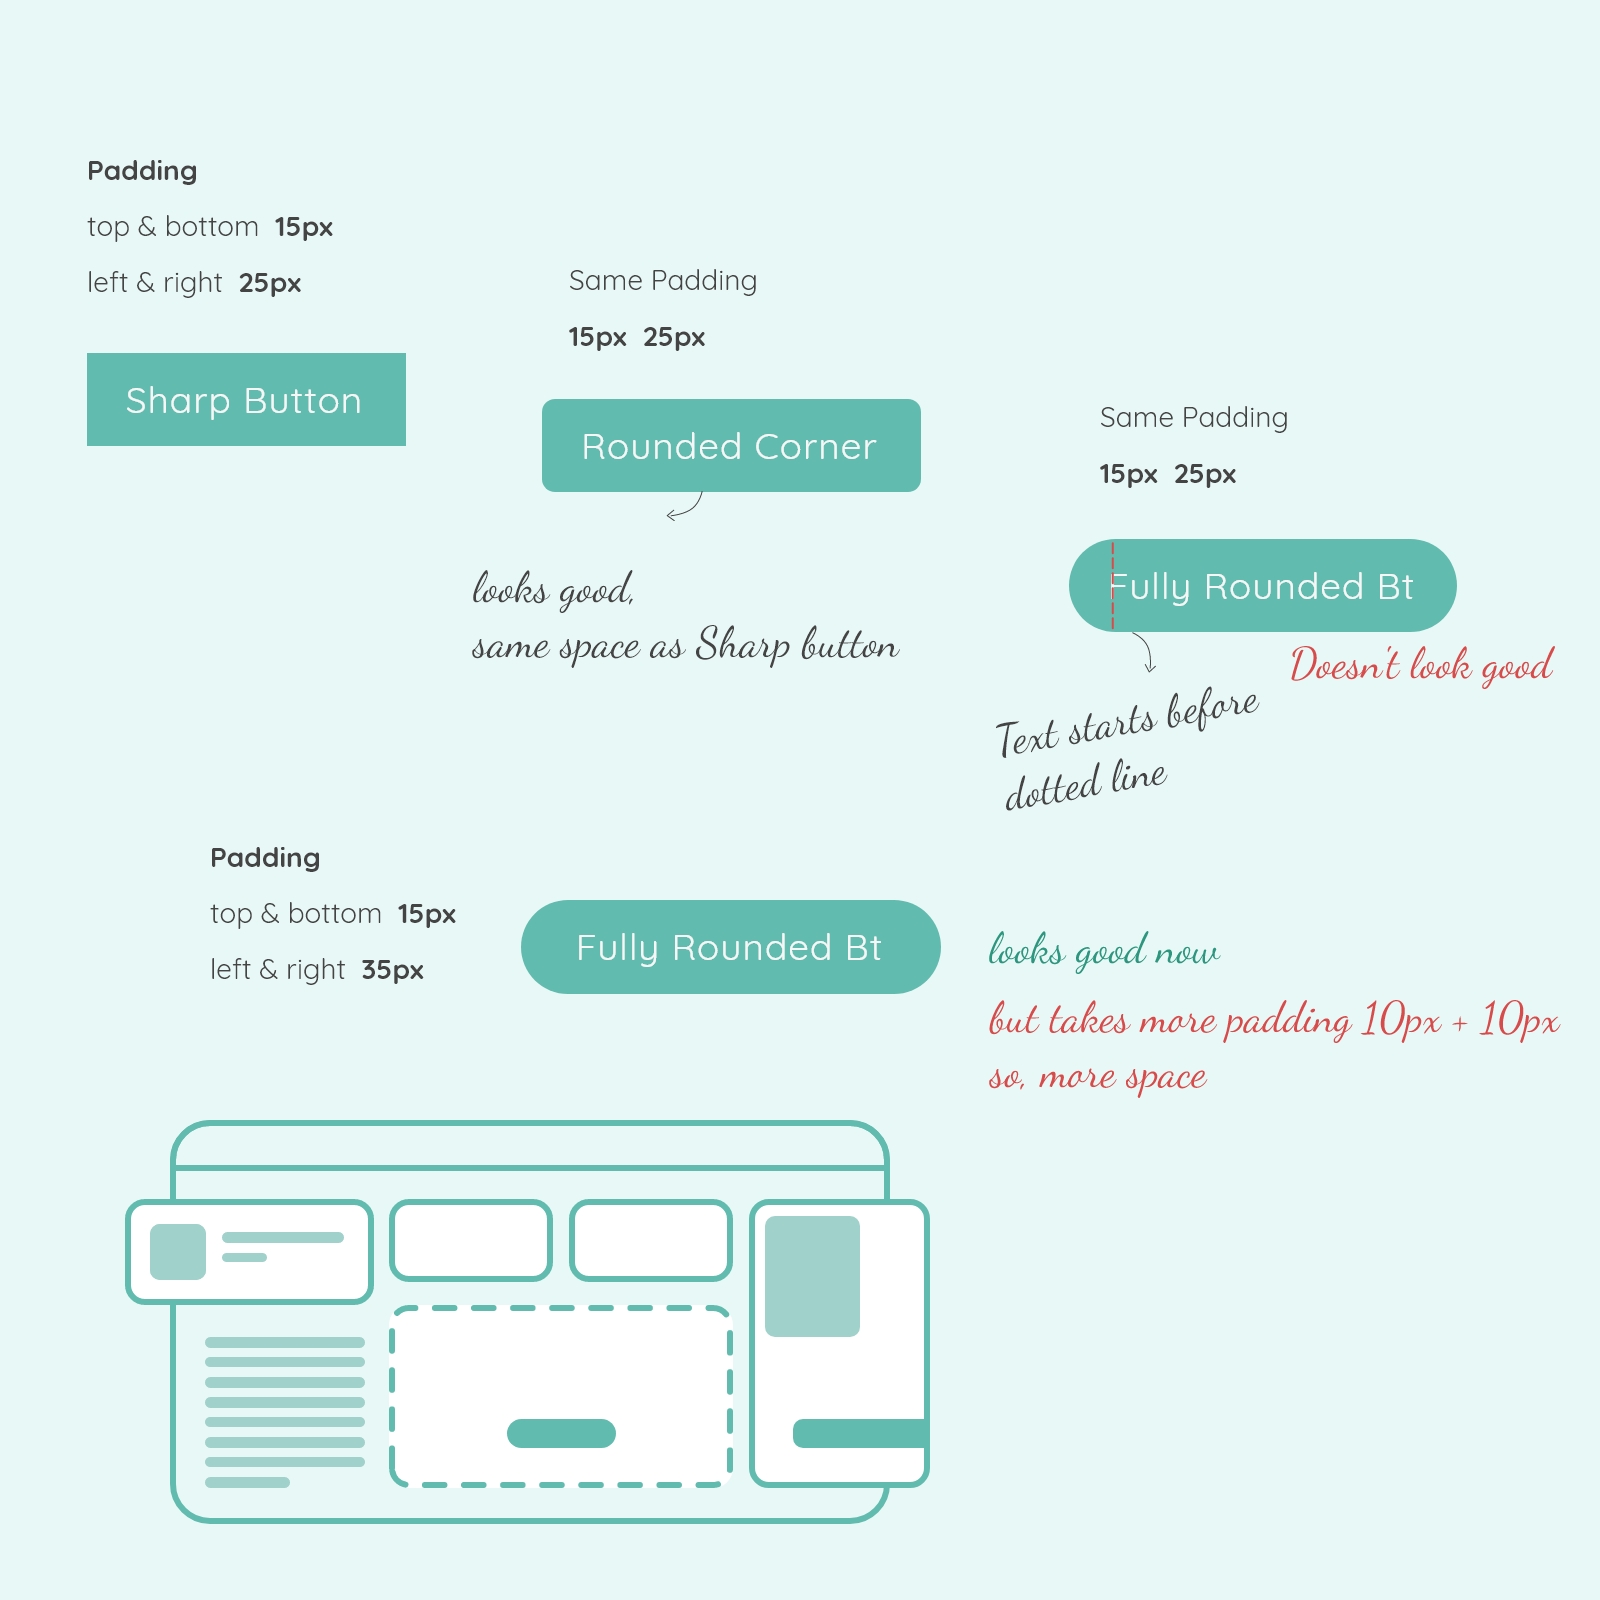 Padding
top & bottom 15px
left & right 25px
Sharp Button
Same Padding
15px 25px
Rounded Corner
looks good,
same space as Sharp button
Same Padding
15px 25px
Fully Rounded Bt
Doesn't look good
Text starts before
dotted line
Padding
top & bottom 15px
left & right 35px
Fully Rounded Bt
looks good now
but takes more padding 10px + 10px
so, more space